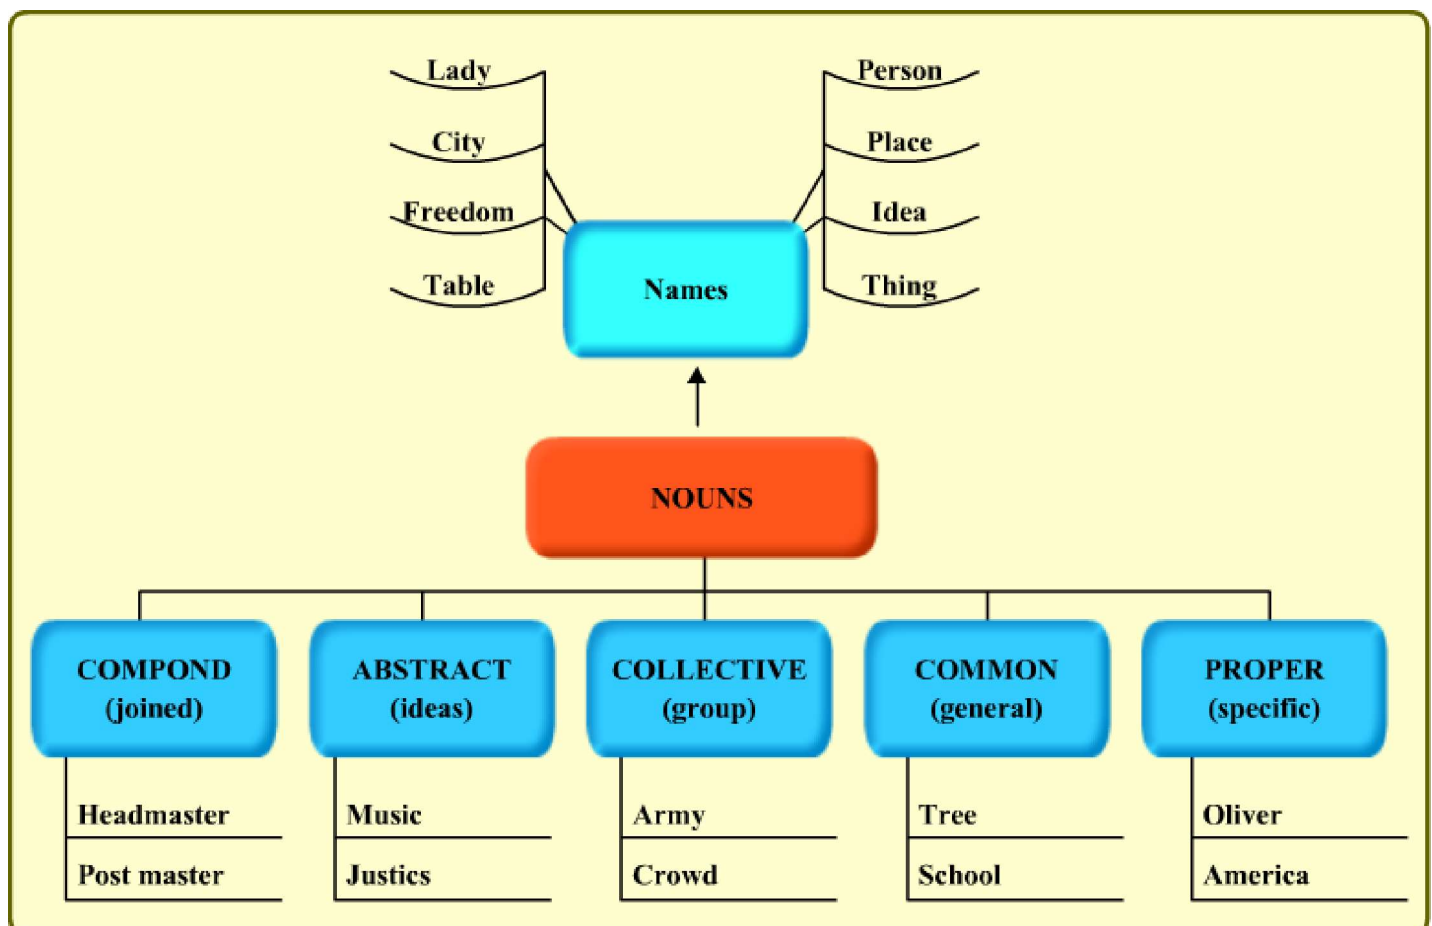 Lady
Person
City
Place
Freedom
Idea
Table
Thing
Names
NOUNS
COMPOND
(joined)
ABSTRACT
(ideas)
COLLECTIVE
(group)
COMMON
(general)
PROPER
(specific)
Headmaster
Post master
Music
Justics
Army
Crowd
Tree
School
Oliver
America